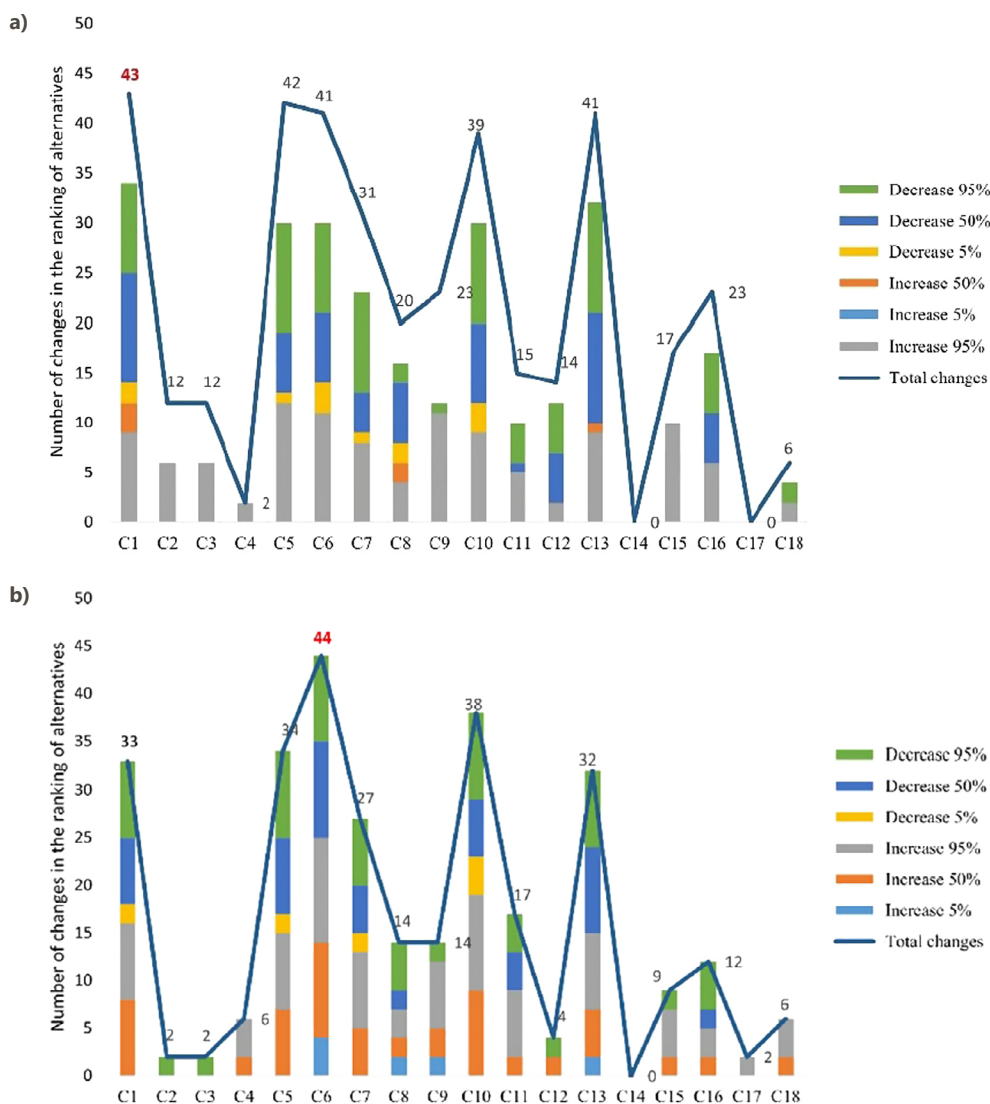 a)
Number of changes in the ranking of alternatives
50
45
40
35
30
25
20
15
10
5
0
43
12
12
2
42
41
31
20
23
39
15
14
41
0
17
23
0
6
C1 C2 C3 C4 C5 C6 C7 C8 C9 C10 C11 C12 C13 C14 C15 C16 C17 C18
Decrease 95%
Decrease 50%
Decrease 5%
Increase 50%
Increase 5%
Increase 95%
Total changes
b)
Number of changes in the ranking of alternatives
50
45
40
35
30
25
20
15
10
5
0
33
2
2
6
34
44
27
14
14
38
17
4
32
0
9
12
2
6
C1 C2 C3 C4 C5 C6 C7 C8 C9 C10 C11 C12 C13 C14 C15 C16 C17 C18
Decrease 95%
Decrease 50%
Decrease 5%
Increase 95%
Increase 50%
Increase 5%
Total changes